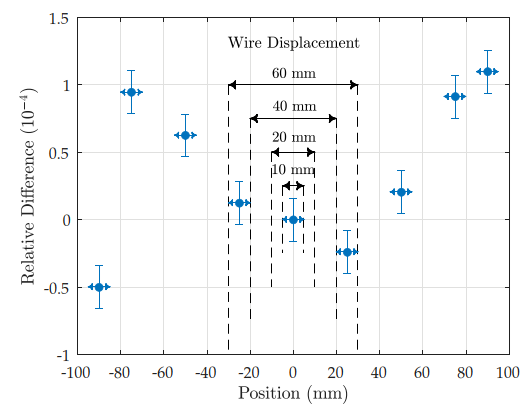 1.5
Wire Displacement
60 mm
1
40 mm
20 mm
0.5
10 mm
0
-0.5
-1
-100 -80 -60 -40 -20 0 20 40 60 80 100
Position (mm)
Relative Difference (10⁻⁴)